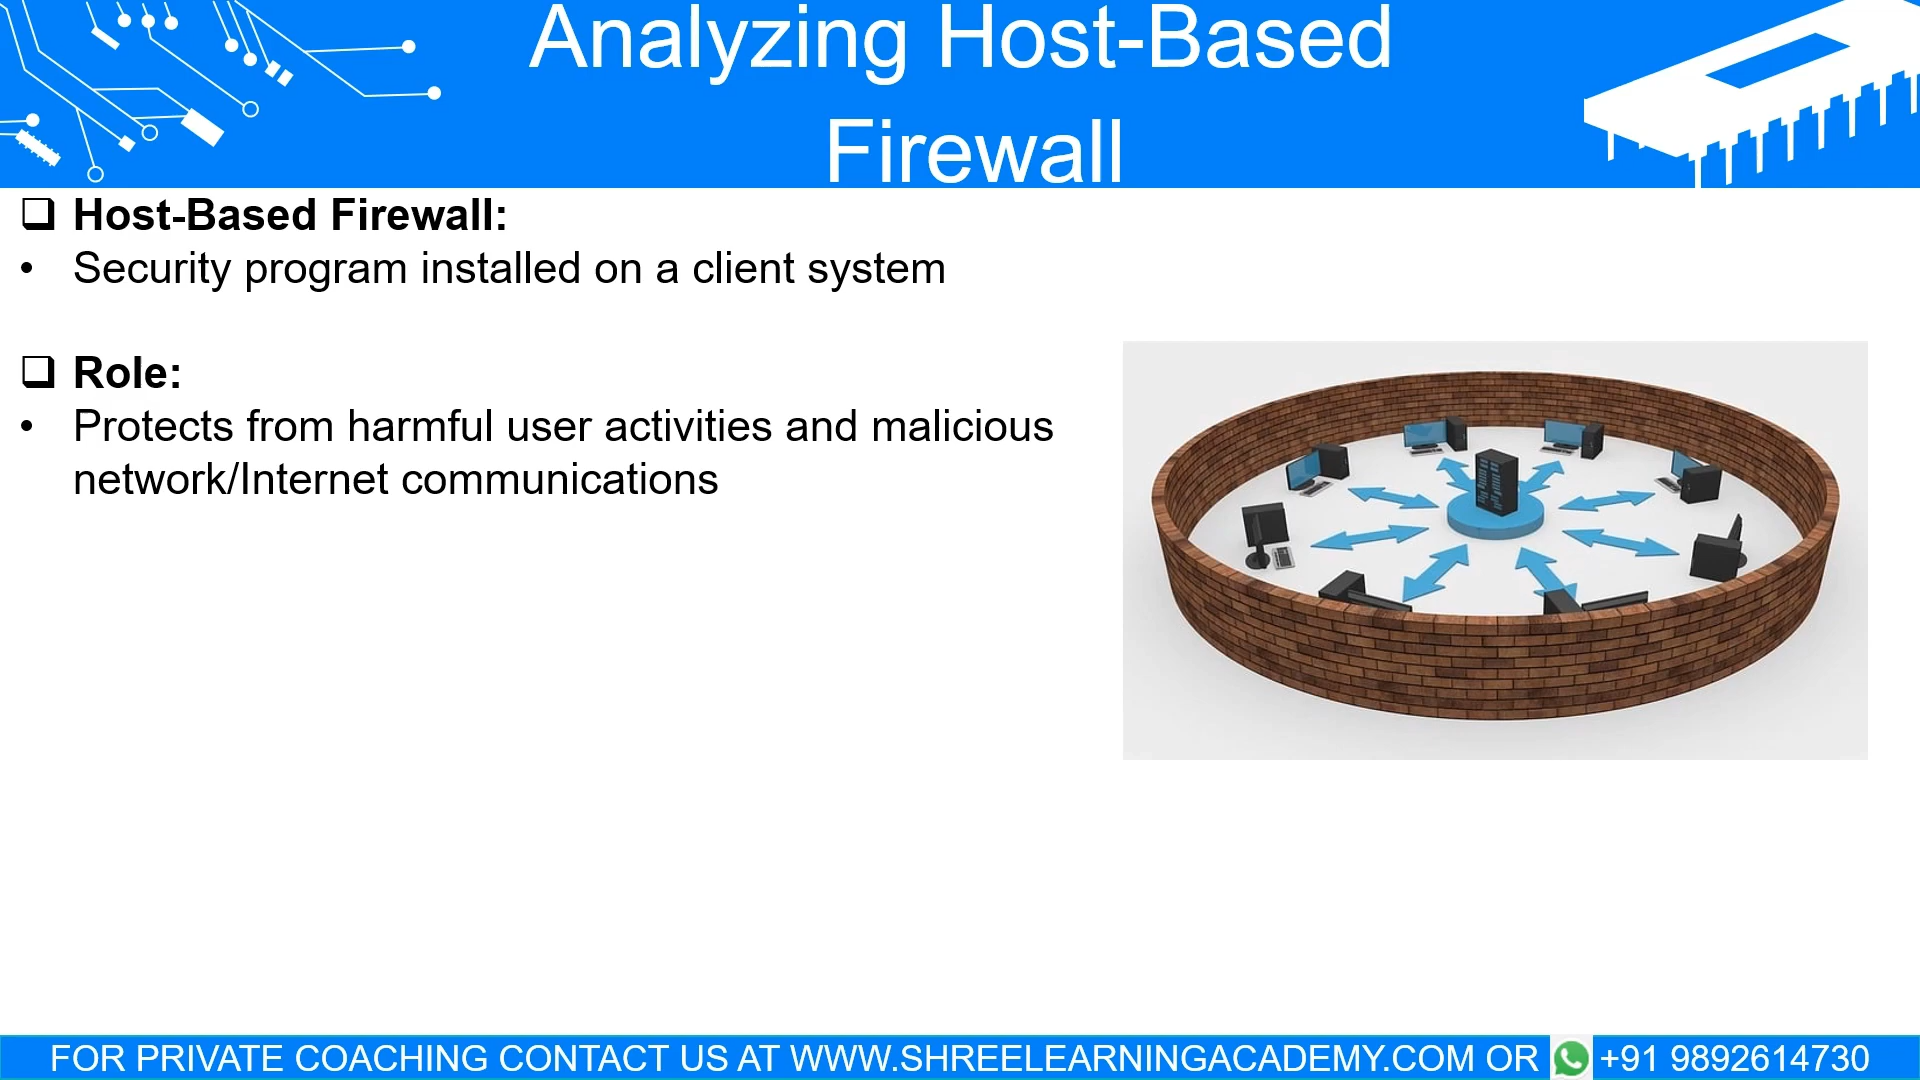 Analyzing Host-Based
Firewall
❑ Host-Based Firewall:
• Security program installed on a client system
❑ Role:
• Protects from harmful user activities and malicious
network/Internet communications
FOR PRIVATE COACHING CONTACT US AT WWW.SHREELEARNINGACADEMY.COM OR +91 9892614730